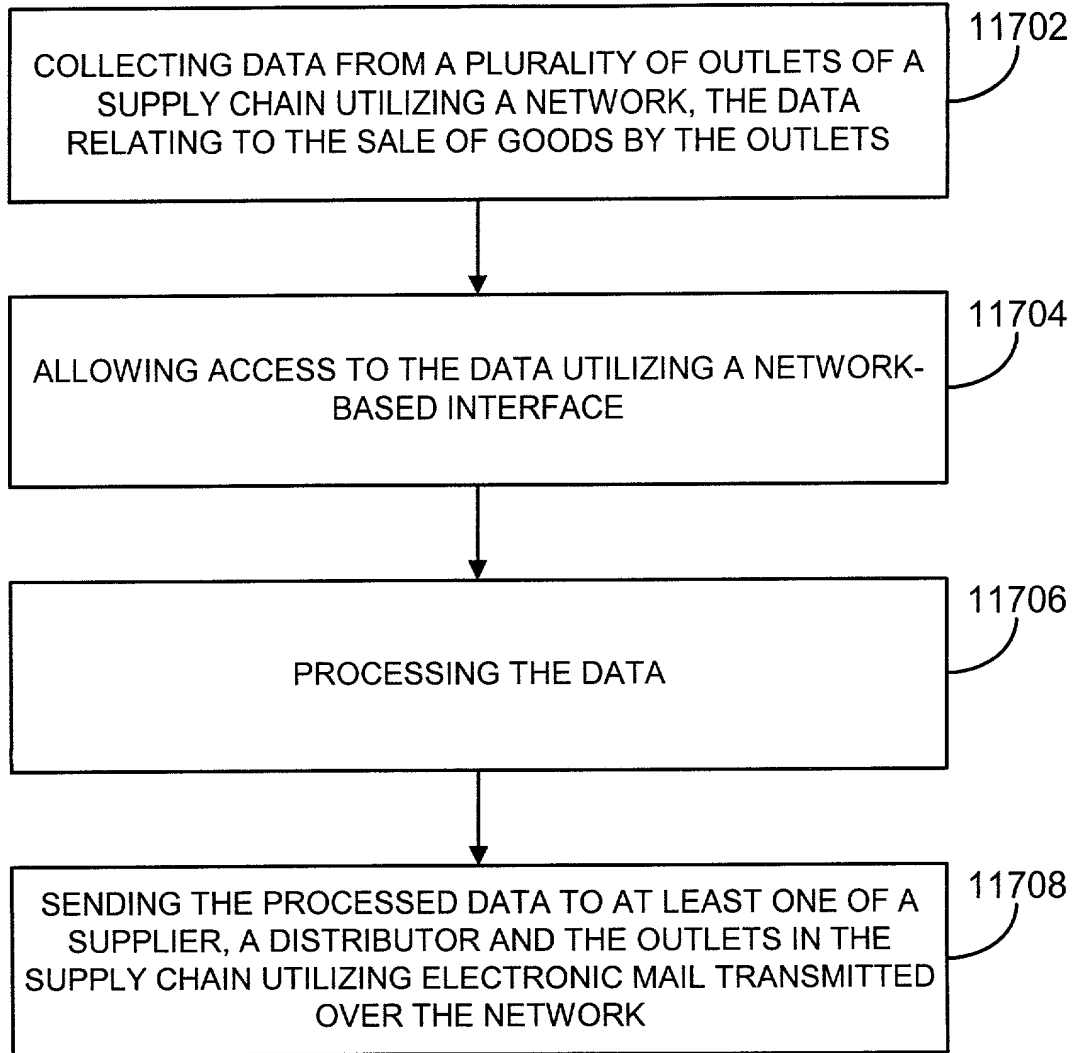 11702
COLLECTING DATA FROM A PLURALITY OF OUTLETS OF A
SUPPLY CHAIN UTILIZING A NETWORK, THE DATA
RELATING TO THE SALE OF GOODS BY THE OUTLETS
11704
ALLOWING ACCESS TO THE DATA UTILIZING A NETWORK-
BASED INTERFACE
11706
PROCESSING THE DATA
11708
SENDING THE PROCESSED DATA TO AT LEAST ONE OF A
SUPPLIER, A DISTRIBUTOR AND THE OUTLETS IN THE
SUPPLY CHAIN UTILIZING ELECTRONIC MAIL TRANSMITTED
OVER THE NETWORK